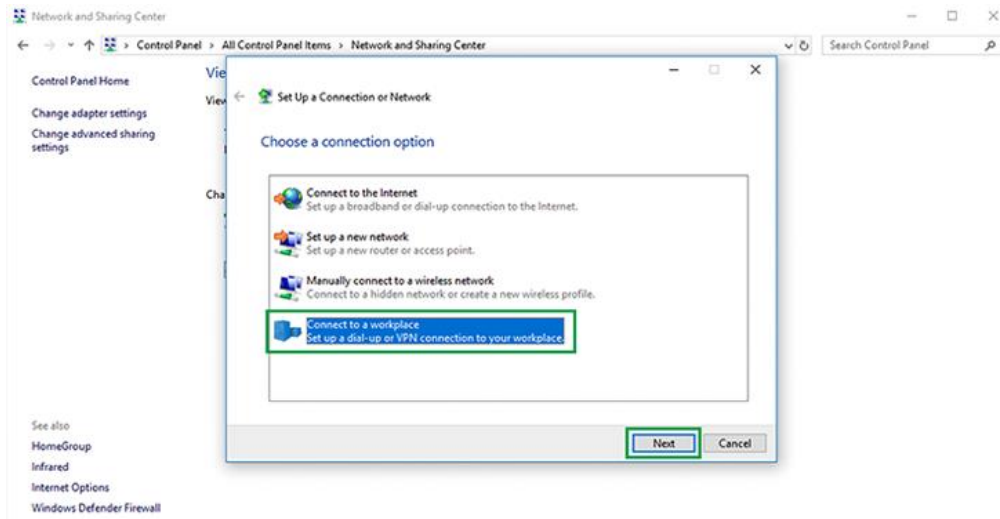 Network and Sharing Center
Control Panel > All Control Panel Items > Network and Sharing Center
Search Control Panel
Control Panel Home
Change adapter settings
Change advanced sharing
settings
Vie
View
Cha
Set Up a Connection or Network
Choose a connection option
Connect to the Internet
Set up a broadband or dial-up connection to the Internet.
Set up a new network
Set up a new router or access point.
Manually connect to a wireless network
Connect to a hidden network or create a new wireless profile.
Connect to a workplace
Set up a dial-up or VPN connection to your workplace.
Next
Cancel
See also
HomeGroup
Infrared
Internet Options
Windows Defender Firewall